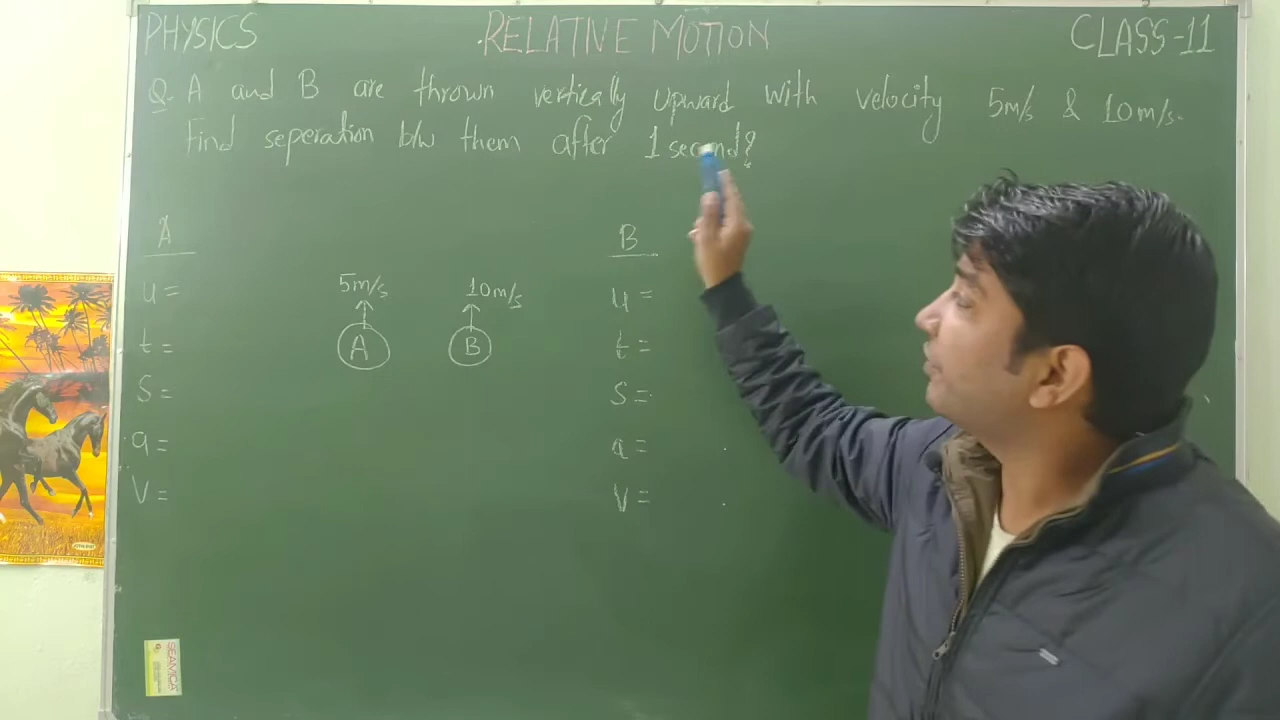 PHYSICS RELATIVE MOTION CLASS-11
Q. A and B are thrown vertically upward with velocity 5m/s & 10m/s.
Find seperation b/w them after 1 second?
A B
5m/s 10m/s
u = u =
t = A B t =
S = S =
a = a =
V = V =
SEAMICA